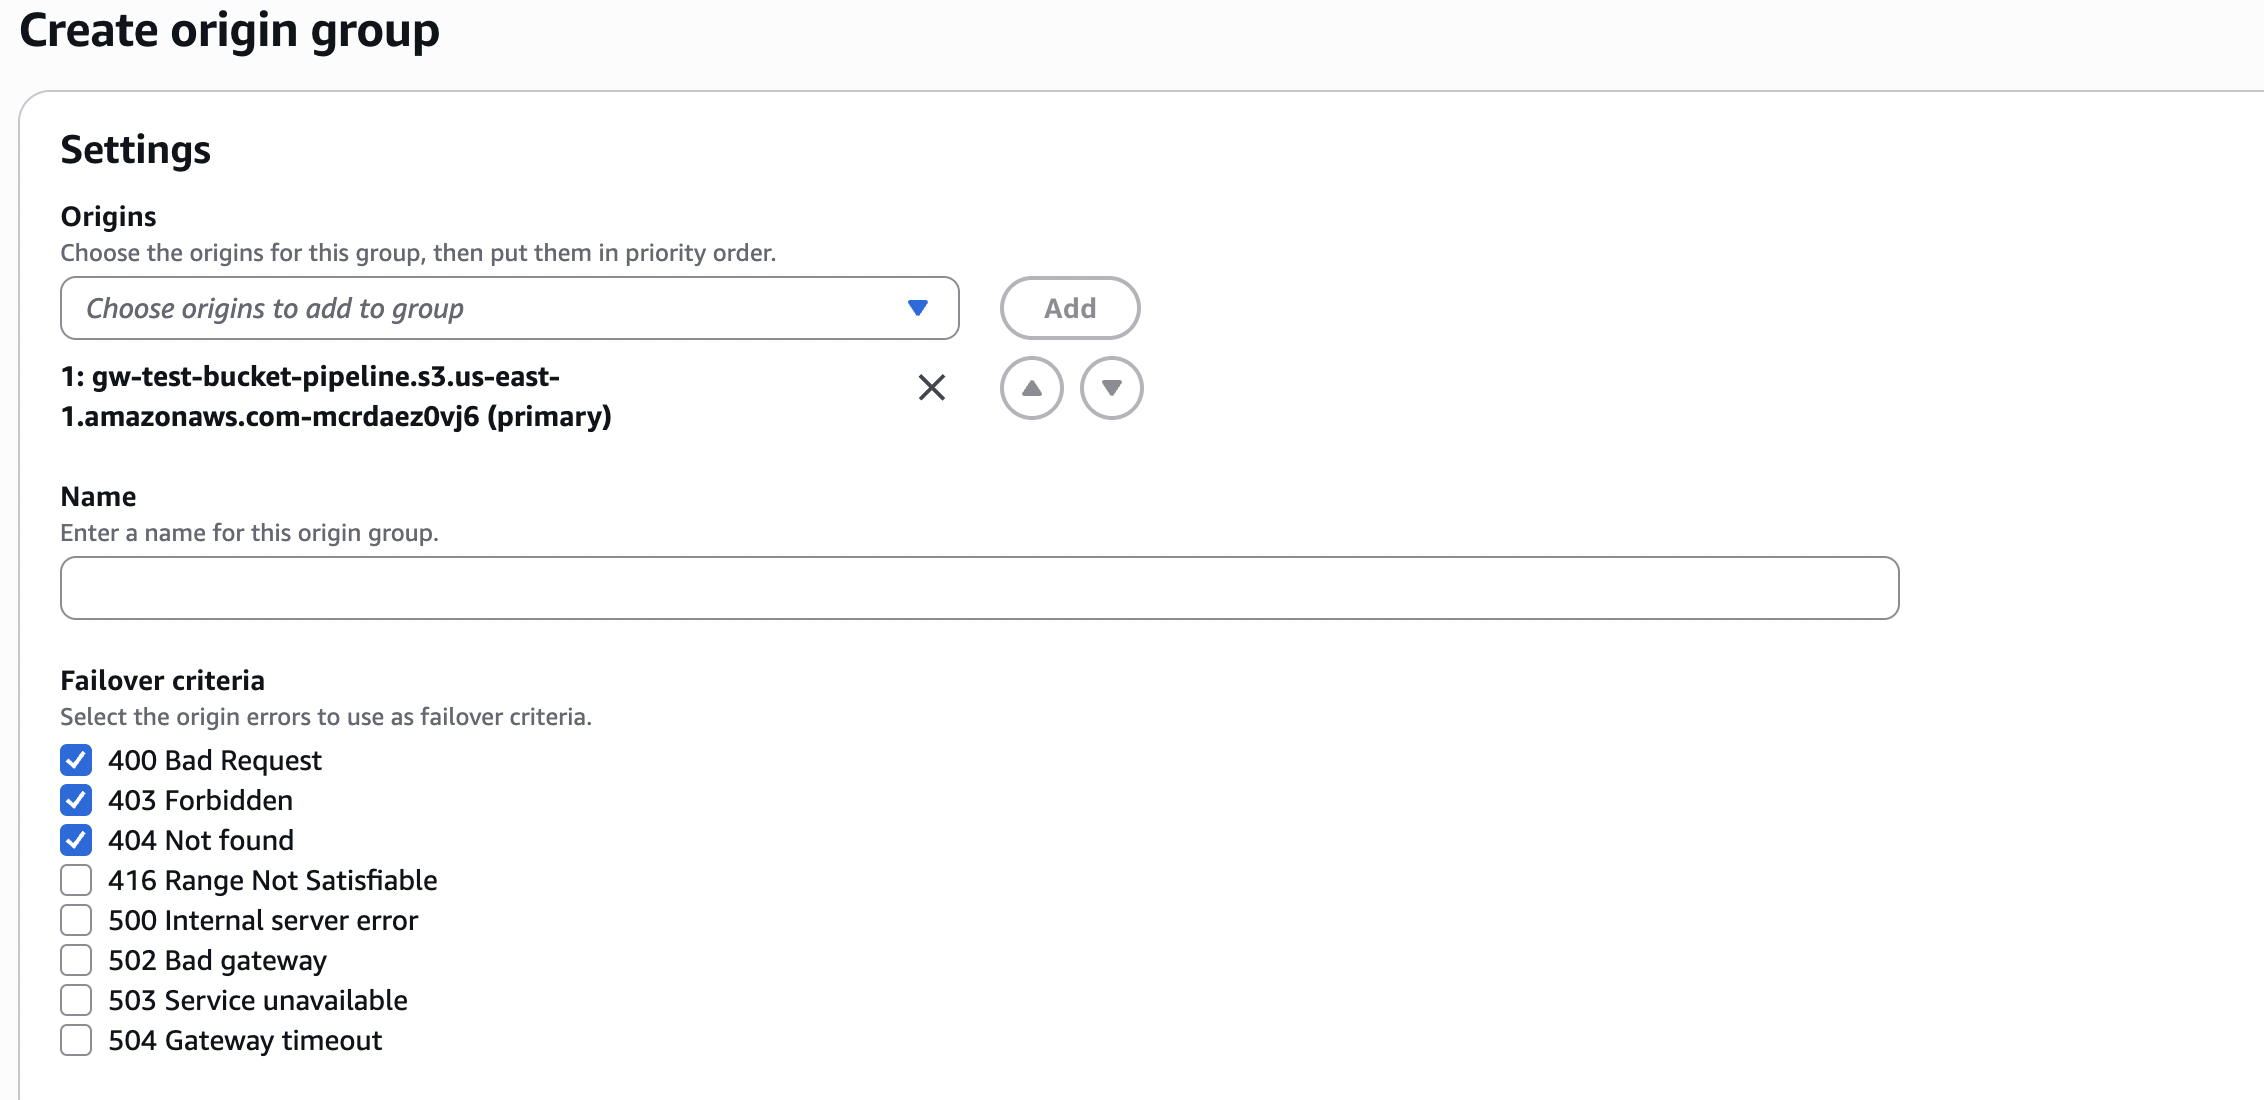 Create origin group
Settings
Origins
Choose the origins for this group, then put them in priority order.
Choose origins to add to group
Add
1: gw-test-bucket-pipeline.s3.us-east-
1.amazonaws.com-mcrdaez0vj6 (primary)
Name
Enter a name for this origin group.
Failover criteria
Select the origin errors to use as failover criteria.
400 Bad Request
403 Forbidden
404 Not found
416 Range Not Satisfiable
500 Internal server error
502 Bad gateway
503 Service unavailable
504 Gateway timeout